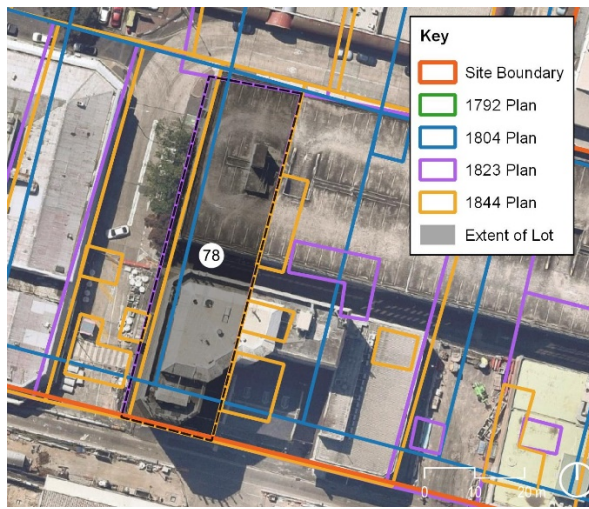 Key
Site Boundary
1792 Plan
1804 Plan
1823 Plan
1844 Plan
Extent of Lot
78
0 10 20 m